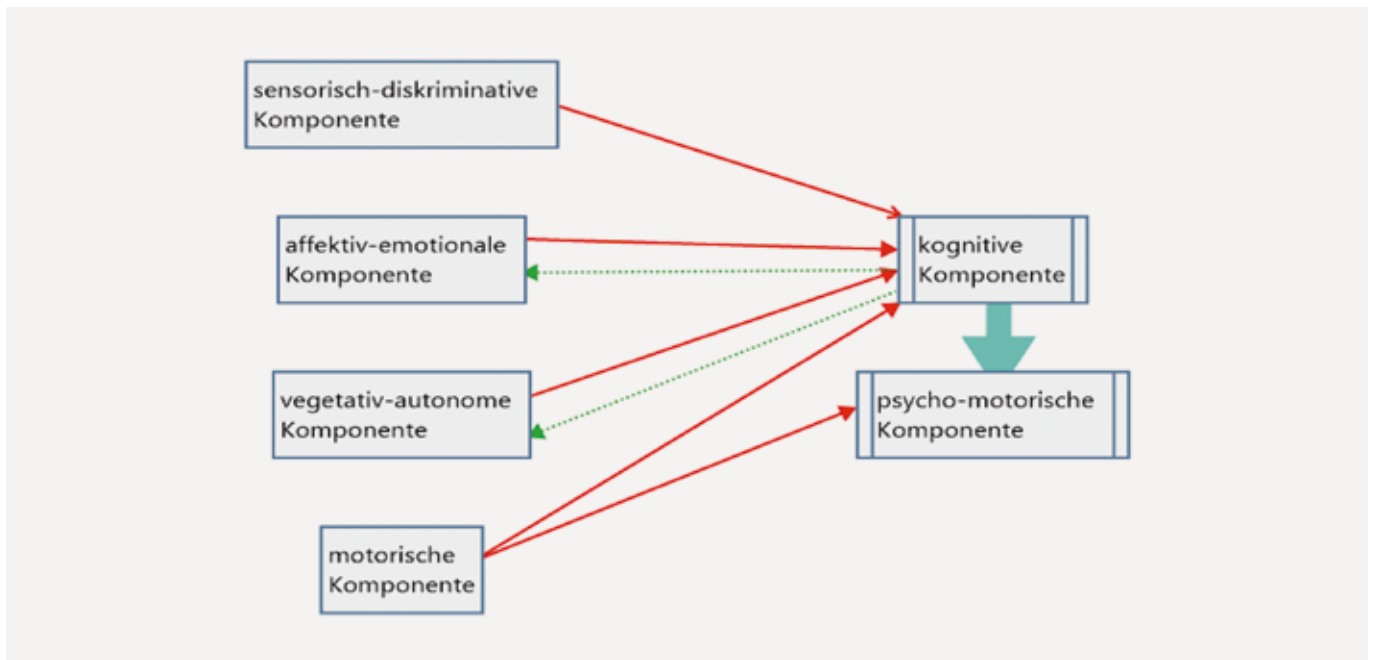 sensorisch-diskriminative
Komponente
affektiv-emotionale
Komponente
kognitive
Komponente
vegetativ-autonome
Komponente
psycho-motorische
Komponente
motorische
Komponente